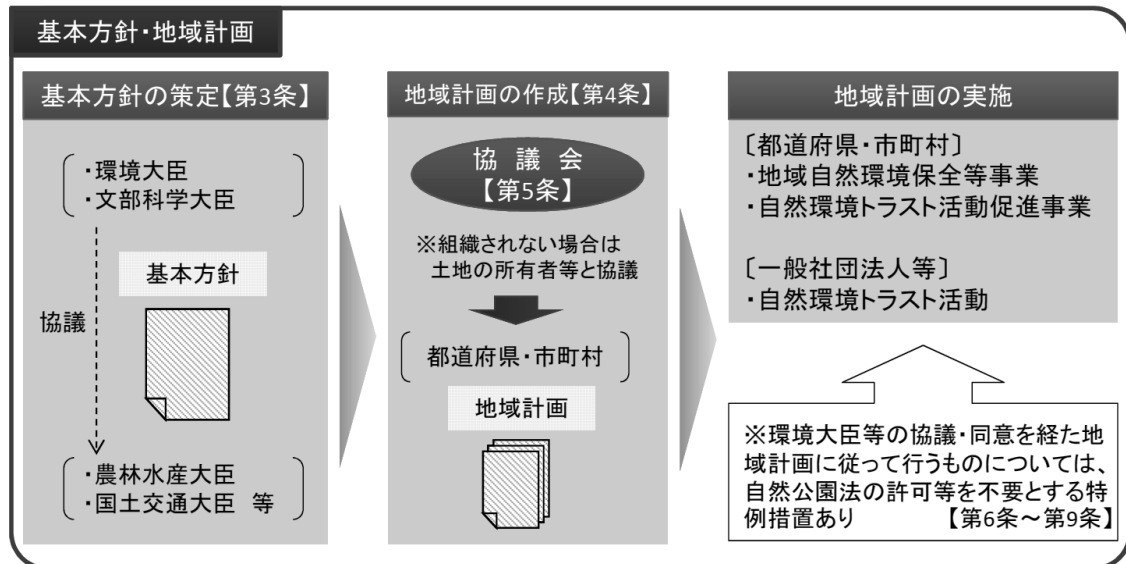 基本方針・地域計画
基本方針の策定【第3条】
・環境大臣
・文部科学大臣
基本方針
協議
・農林水産大臣
・国土交通大臣 等
地域計画の作成【第4条】
協 議 会
【第5条】
※組織されない場合は
土地の所有者等と協議
都道府県・市町村
地域計画
地域計画の実施
〔都道府県・市町村〕
・地域自然環境保全等事業
・自然環境トラスト活動促進事業
〔一般社団法人等〕
・自然環境トラスト活動
※環境大臣等の協議・同意を経た地
域計画に従って行うものについては、
自然公園法の許可等を不要とする特
例措置あり 【第6条～第9条】